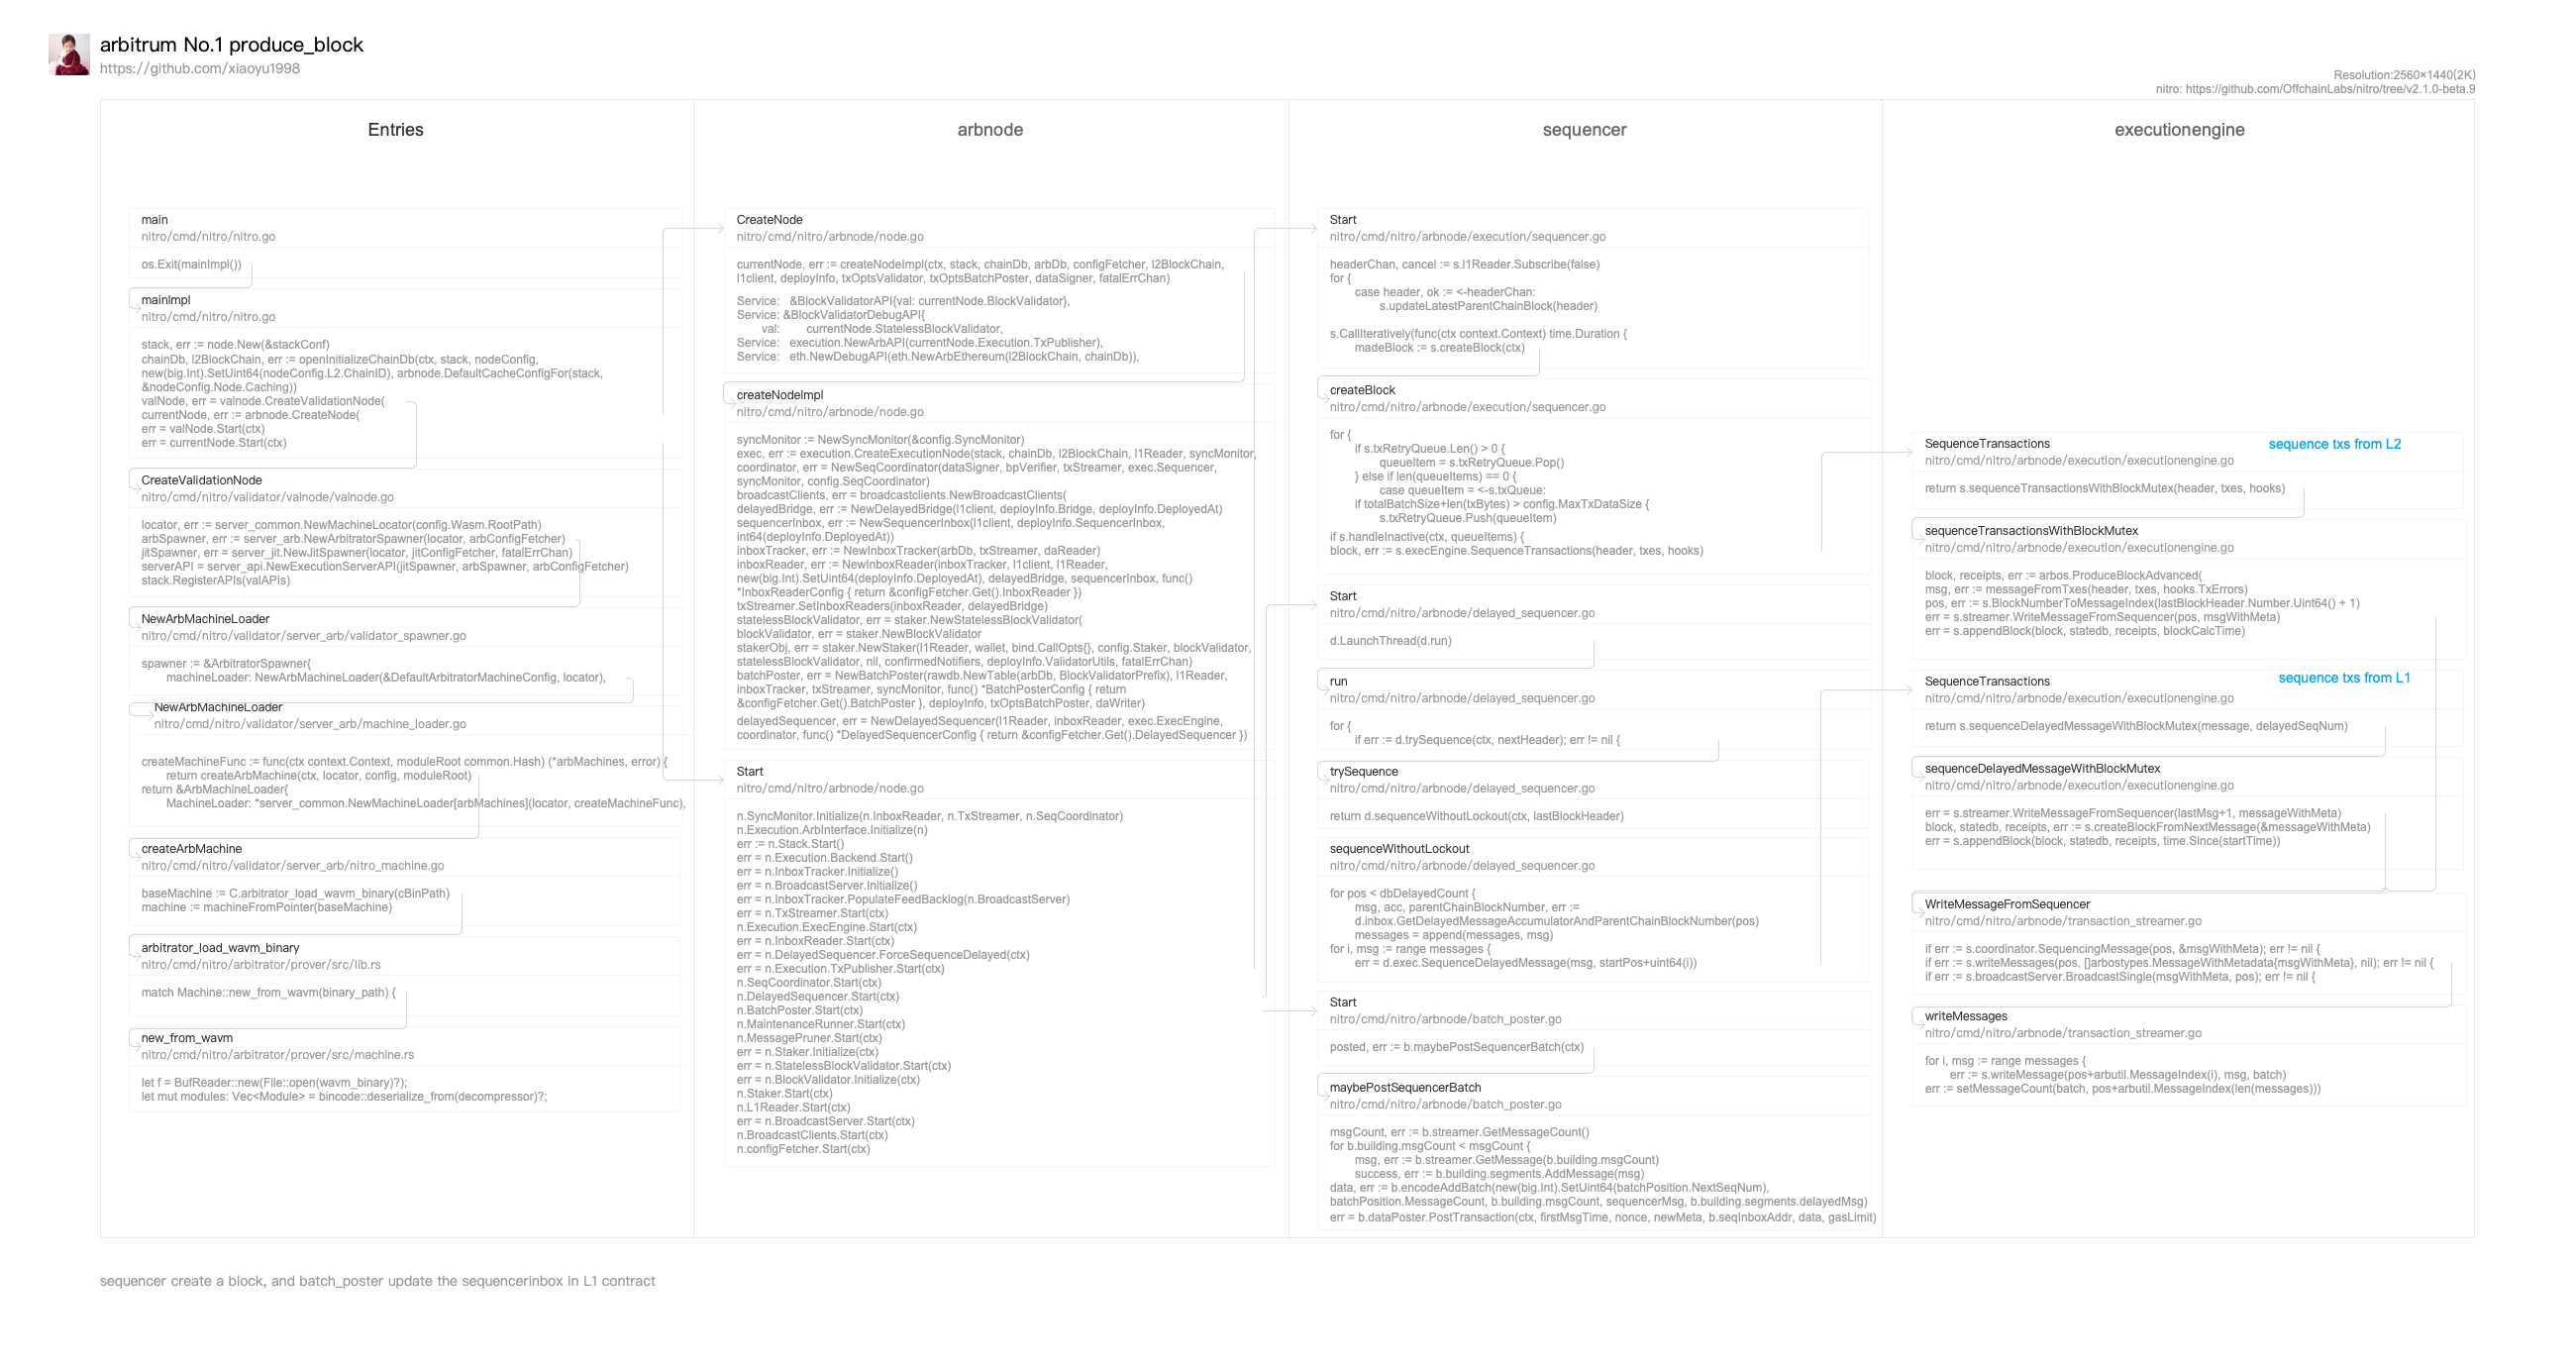 arbitrum No.1 produce_block
https://github.com/xiaoyu1998
Resolution:2560×1440(2K)
nitro: https://github.com/OffchainLabs/nitro/tree/v2.1.0-beta.9
Entries
main
nitro/cmd/nitro/nitro.go
os.Exit(mainImpl())
mainImpl
nitro/cmd/nitro/nitro.go
stack, err := node.New(&stackConf)
chainDb, l2BlockChain, err := openInitializeChainDb(ctx, stack, nodeConfig,
new(big.Int).SetUint64(nodeConfig.L2.ChainID), arbnode.DefaultCacheConfigFor(stack,
&nodeConfig.Node.Caching))
valNode, err = valnode.CreateValidationNode(
currentNode, err := arbnode.CreateNode(
err = valNode.Start(ctx)
err = currentNode.Start(ctx)
CreateValidationNode
nitro/cmd/nitro/validator/valnode/valnode.go
locator, err := server_common.NewMachineLocator(config.Wasm.RootPath)
arbSpawner, err := server_arb.NewArbitratorSpawner(locator, arbConfigFetcher)
jitSpawner, err = server_jit.NewJitSpawner(locator, jitConfigFetcher, fatalErrChan)
serverAPI = server_api.NewExecutionServerAPI(jitSpawner, arbSpawner, arbConfigFetcher)
stack.RegisterAPIs(valAPIs)
NewArbMachineLoader
nitro/cmd/nitro/validator/server_arb/validator_spawner.go
spawner := &ArbitratorSpawner{
machineLoader: NewArbMachineLoader(&DefaultArbitratorMachineConfig, locator),
NewArbMachineLoader
nitro/cmd/nitro/validator/server_arb/machine_loader.go
createMachineFunc := func(ctx context.Context, moduleRoot common.Hash) (*arbMachines, error) {
return createArbMachine(ctx, locator, config, moduleRoot)
return &ArbMachineLoader{
MachineLoader: *server_common.NewMachineLoader[arbMachines](locator, createMachineFunc),
createArbMachine
nitro/cmd/nitro/validator/server_arb/nitro_machine.go
baseMachine := C.arbitrator_load_wavm_binary(cBinPath)
machine := machineFromPointer(baseMachine)
arbitrator_load_wavm_binary
nitro/cmd/nitro/arbitrator/prover/src/lib.rs
match Machine::new_from_wavm(binary_path) {
new_from_wavm
nitro/cmd/nitro/arbitrator/prover/src/machine.rs
let f = BufReader::new(File::open(wavm_binary)?);
let mut modules: Vec<Module> = bincode::deserialize_from(decompressor)?;
arbnode
CreateNode
nitro/cmd/nitro/arbnode/node.go
currentNode, err := createNodeImpl(ctx, stack, chainDb, arbDb, configFetcher, l2BlockChain,
l1client, deployInfo, txOptsValidator, txOptsBatchPoster, dataSigner, fatalErrChan)
Service: &BlockValidatorAPI{val: currentNode.BlockValidator},
Service: &BlockValidatorDebugAPI{
val: currentNode.StatelessBlockValidator,
Service: execution.NewArbAPI(currentNode.Execution.TxPublisher),
Service: eth.NewDebugAPI(eth.NewArbEthereum(l2BlockChain, chainDb)),
createNodeImpl
nitro/cmd/nitro/arbnode/node.go
syncMonitor := NewSyncMonitor(&config.SyncMonitor)
exec, err := execution.CreateExecutionNode(stack, chainDb, l2BlockChain, l1Reader, syncMonitor,
coordinator, err = NewSeqCoordinator(dataSigner, bpVerifier, txStreamer, exec.Sequencer,
syncMonitor, config.SeqCoordinator)
broadcastClients, err = broadcastclients.NewBroadcastClients(
delayedBridge, err := NewDelayedBridge(l1client, deployInfo.Bridge, deployInfo.DeployedAt)
sequencerInbox, err := NewSequencerInbox(l1client, deployInfo.SequencerInbox,
int64(deployInfo.DeployedAt))
inboxTracker, err := NewInboxTracker(arbDb, txStreamer, daReader)
inboxReader, err := NewInboxReader(inboxTracker, l1client, l1Reader,
new(big.Int).SetUint64(deployInfo.DeployedAt), delayedBridge, sequencerInbox, func()
*InboxReaderConfig { return &configFetcher.Get().InboxReader })
txStreamer.SetInboxReaders(inboxReader, delayedBridge)
statelessBlockValidator, err = staker.NewStatelessBlockValidator(
blockValidator, err = staker.NewBlockValidator
stakerObj, err = staker.NewStaker(l1Reader, wallet, bind.CallOpts{}, config.Staker, blockValidator,
statelessBlockValidator, nil, confirmedNotifiers, deployInfo.ValidatorUtils, fatalErrChan)
batchPoster, err = NewBatchPoster(rawdb.NewTable(arbDb, BlockValidatorPrefix), l1Reader,
inboxTracker, txStreamer, syncMonitor, func() *BatchPosterConfig { return
&configFetcher.Get().BatchPoster }, deployInfo, txOptsBatchPoster, daWriter)
delayedSequencer, err = NewDelayedSequencer(l1Reader, inboxReader, exec.ExecEngine,
coordinator, func() *DelayedSequencerConfig { return &configFetcher.Get().DelayedSequencer })
Start
nitro/cmd/nitro/arbnode/node.go
n.SyncMonitor.Initialize(n.InboxReader, n.TxStreamer, n.SeqCoordinator)
n.Execution.ArbInterface.Initialize(n)
err := n.Stack.Start()
err = n.Execution.Backend.Start()
err = n.InboxTracker.Initialize()
err = n.BroadcastServer.Initialize()
err = n.InboxTracker.PopulateFeedBacklog(n.BroadcastServer)
err = n.TxStreamer.Start(ctx)
n.Execution.ExecEngine.Start(ctx)
err = n.InboxReader.Start(ctx)
err = n.DelayedSequencer.ForceSequenceDelayed(ctx)
err = n.Execution.TxPublisher.Start(ctx)
n.SeqCoordinator.Start(ctx)
n.DelayedSequencer.Start(ctx)
n.BatchPoster.Start(ctx)
n.MaintenanceRunner.Start(ctx)
n.MessagePruner.Start(ctx)
err = n.Staker.Initialize(ctx)
err = n.StatelessBlockValidator.Start(ctx)
err = n.BlockValidator.Initialize(ctx)
n.Staker.Start(ctx)
n.L1Reader.Start(ctx)
err = n.BroadcastServer.Start(ctx)
n.BroadcastClients.Start(ctx)
n.configFetcher.Start(ctx)
sequencer
Start
nitro/cmd/nitro/arbnode/execution/sequencer.go
headerChan, cancel := s.l1Reader.Subscribe(false)
for {
case header, ok := <-headerChan:
s.updateLatestParentChainBlock(header)
s.CallIteratively(func(ctx context.Context) time.Duration {
madeBlock := s.createBlock(ctx)
createBlock
nitro/cmd/nitro/arbnode/execution/sequencer.go
for {
if s.txRetryQueue.Len() > 0 {
queueItem = s.txRetryQueue.Pop()
} else if len(queueItems) == 0 {
case queueItem = <-s.txQueue:
if totalBatchSize+len(txBytes) > config.MaxTxDataSize {
s.txRetryQueue.Push(queueItem)
if s.handleInactive(ctx, queueItems) {
block, err := s.execEngine.SequenceTransactions(header, txes, hooks)
Start
nitro/cmd/nitro/arbnode/delayed_sequencer.go
d.LaunchThread(d.run)
run
nitro/cmd/nitro/arbnode/delayed_sequencer.go
for {
if err := d.trySequence(ctx, nextHeader); err != nil {
trySequence
nitro/cmd/nitro/arbnode/delayed_sequencer.go
return d.sequenceWithoutLockout(ctx, lastBlockHeader)
sequenceWithoutLockout
nitro/cmd/nitro/arbnode/delayed_sequencer.go
for pos < dbDelayedCount {
msg, acc, parentChainBlockNumber, err :=
d.inbox.GetDelayedMessageAccumulatorAndParentChainBlockNumber(pos)
messages = append(messages, msg)
for i, msg := range messages {
err = d.exec.SequenceDelayedMessage(msg, startPos+uint64(i))
Start
nitro/cmd/nitro/arbnode/batch_poster.go
posted, err := b.maybePostSequencerBatch(ctx)
maybePostSequencerBatch
nitro/cmd/nitro/arbnode/batch_poster.go
msgCount, err := b.streamer.GetMessageCount()
for b.building.msgCount < msgCount {
msg, err := b.streamer.GetMessage(b.building.msgCount)
success, err := b.building.segments.AddMessage(msg)
data, err := b.encodeAddBatch(new(big.Int).SetUint64(batchPosition.NextSeqNum),
batchPosition.MessageCount, b.building.msgCount, sequencerMsg, b.building.segments.delayedMsg)
err = b.dataPoster.PostTransaction(ctx, firstMsgTime, nonce, newMeta, b.seqInboxAddr, data, gasLimit)
executionengine
SequenceTransactions
sequence txs from L2
nitro/cmd/nitro/arbnode/execution/executionengine.go
return s.sequenceTransactionsWithBlockMutex(header, txes, hooks)
sequenceTransactionsWithBlockMutex
nitro/cmd/nitro/arbnode/execution/executionengine.go
block, receipts, err := arbos.ProduceBlockAdvanced(
msg, err := messageFromTxes(header, txes, hooks.TxErrors)
pos, err := s.BlockNumberToMessageIndex(lastBlockHeader.Number.Uint64() + 1)
err = s.streamer.WriteMessageFromSequencer(pos, msgWithMeta)
err = s.appendBlock(block, statedb, receipts, blockCalcTime)
SequenceTransactions
sequence txs from L1
nitro/cmd/nitro/arbnode/execution/executionengine.go
return s.sequenceDelayedMessageWithBlockMutex(message, delayedSeqNum)
sequenceDelayedMessageWithBlockMutex
nitro/cmd/nitro/arbnode/execution/executionengine.go
err = s.streamer.WriteMessageFromSequencer(lastMsg+1, messageWithMeta)
block, statedb, receipts, err := s.createBlockFromNextMessage(&messageWithMeta)
err = s.appendBlock(block, statedb, receipts, time.Since(startTime))
WriteMessageFromSequencer
nitro/cmd/nitro/arbnode/transaction_streamer.go
if err := s.coordinator.SequencingMessage(pos, &msgWithMeta); err != nil {
if err := s.writeMessages(pos, []arbostypes.MessageWithMetadata{msgWithMeta}, nil); err != nil {
if err := s.broadcastServer.BroadcastSingle(msgWithMeta, pos); err != nil {
writeMessages
nitro/cmd/nitro/arbnode/transaction_streamer.go
for i, msg := range messages {
err := s.writeMessage(pos+arbutil.MessageIndex(i), msg, batch)
err := setMessageCount(batch, pos+arbutil.MessageIndex(len(messages)))
sequencer create a block, and batch_poster update the sequencerinbox in L1 contract